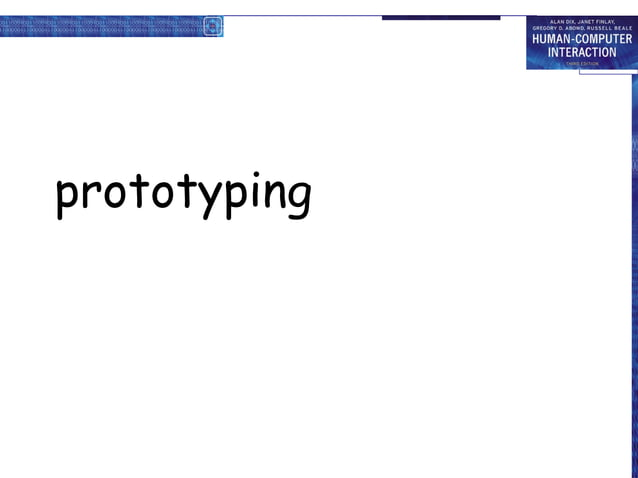 ALAN DIX, JANET FINLAY,
GREGORY D. ABOWD, RUSSELL BEALE
HUMAN-COMPUTER
INTERACTION
THIRD EDITION
prototyping